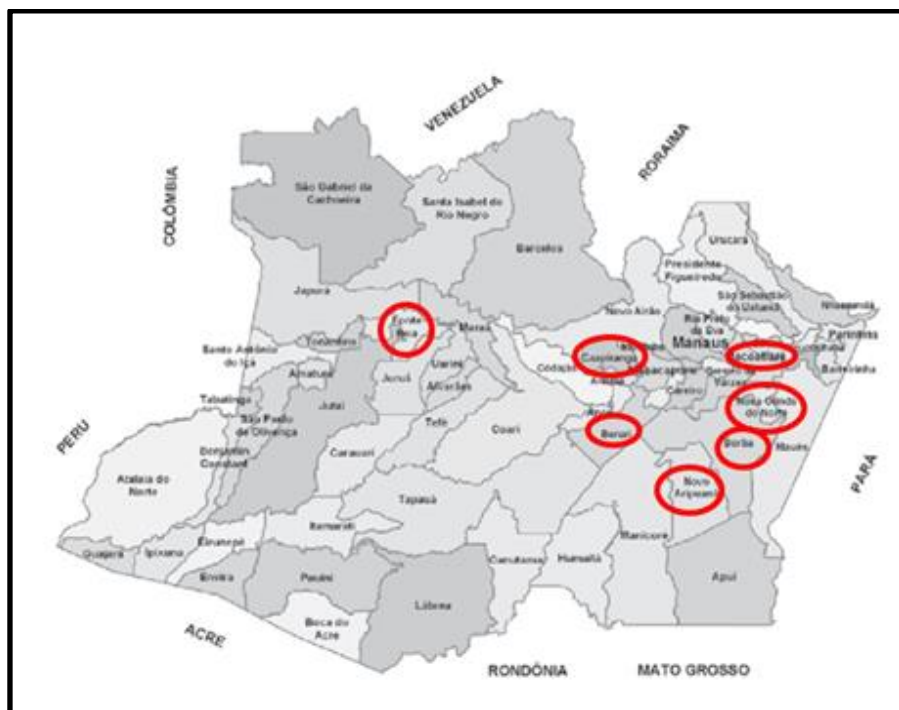 VENEZUELA
COLÔMBIA
RORAIMA
São Gabriel da
Cachoeira
Santa Isabel do
Rio Negro
Barcelos
Urucará
Presidente
Figueiredo
Japurá
São Sebastião
do Uatumã
Nhamundá
Novo Airão
Rio Preto
da Eva
Manaus
Parintins
Fonte
Boa
Maraã
Tonantins
Santo Antônio
do Içá
Caapiranga
Itacoatiara
Barreirinha
Codajás
Manacapuru
Uarini
Juruá
Alvarães
Amaturá
Careiro
Nova Olinda
do Norte
Tabatinga
São Paulo
de Olivença
Jutaí
Tefé
Coari
Beruri
Borba
Maués
PERU
Benjamin
Constant
Carauari
Atalaia do
Norte
Novo
Aripuanã
PARÁ
Tapauá
Itamarati
Manicoré
Guajará
Ipixuna
Eirunepé
Canutama
Humaitá
Apuí
Envira
Pauini
Lábrea
Boca do
Acre
ACRE
RONDÔNIA
MATO GROSSO